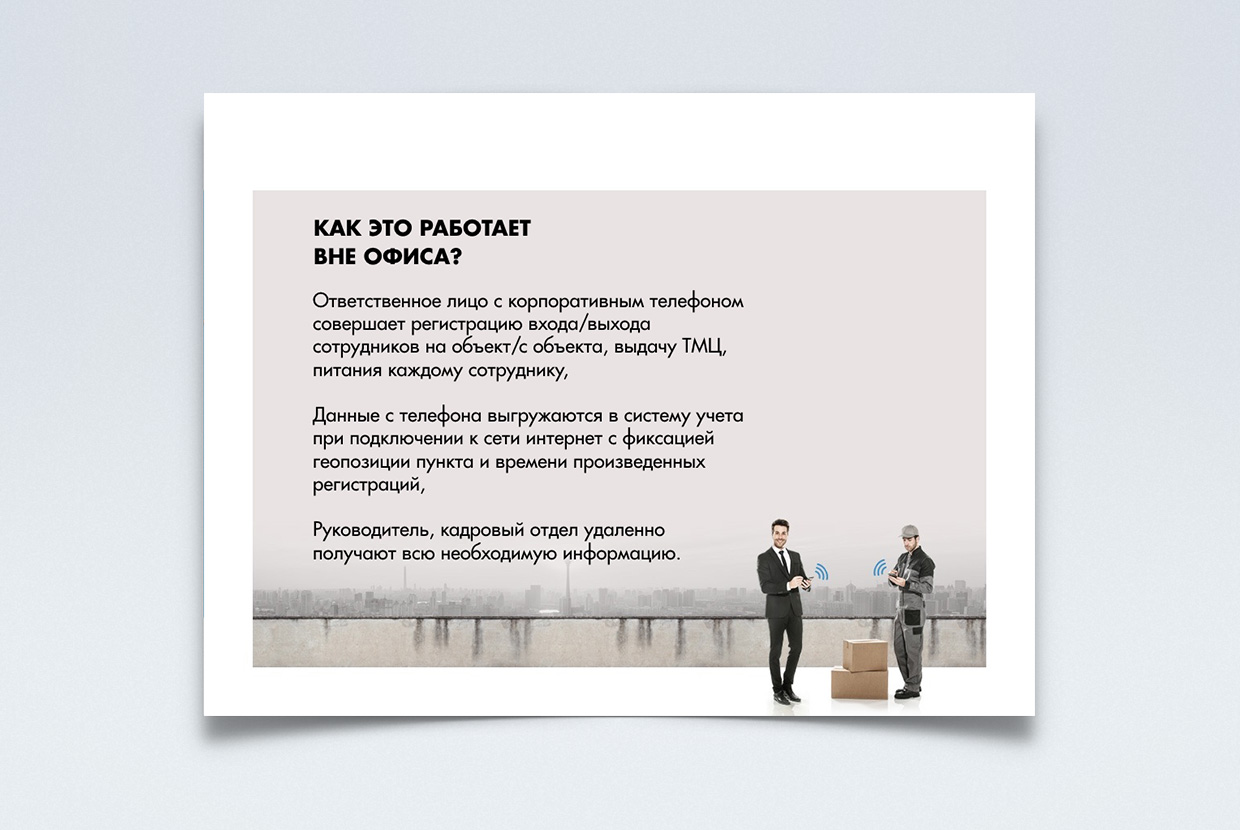 КАК ЭТО РАБОТАЕТ
ВНЕ ОФИСА?
Ответственное лицо с корпоративным телефоном
совершает регистрацию входа/выхода
сотрудников на объект/с объекта, выдачу ТМЦ,
питания каждому сотруднику,
Данные с телефона выгружаются в систему учета
при подключении к сети интернет с фиксацией
геопозиции пункта и времени произведенных
регистраций,
Руководитель, кадровый отдел удаленно
получают всю необходимую информацию.